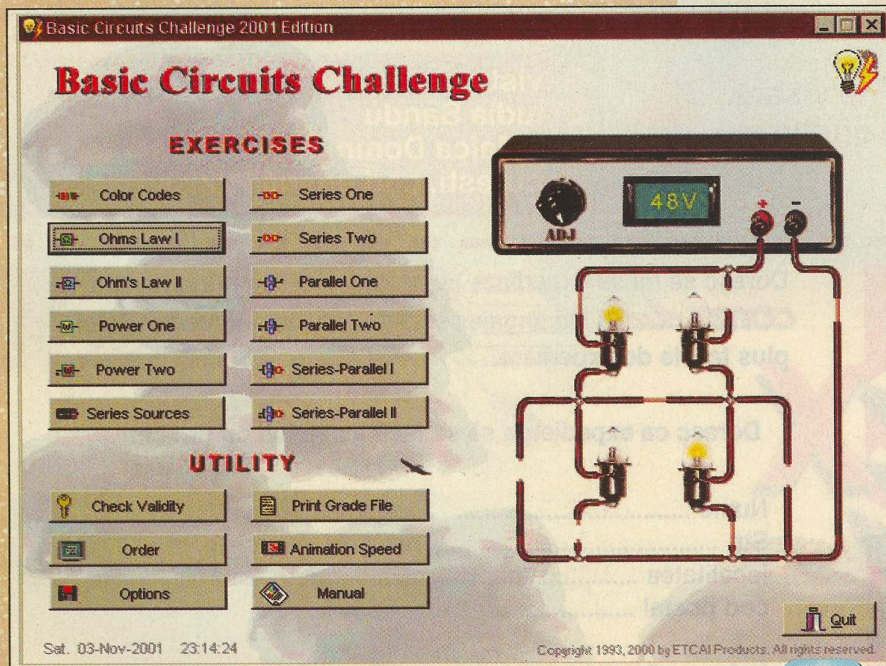 Basic Circuits Challenge 2001 Edition
Basic Circuits Challenge
EXERCISES
Color Codes
Series One
Ohms Law I
Series Two
Ohm's Law II
Parallel One
Power One
Parallel Two
Power Two
Series-Parallel I
Series Sources
Series-Parallel II
UTILITY
Check Validity
Print Grade File
Order
Animation Speed
Options
Manual
48V
+ -
ADJ
Quit
Sat. 03-Nov-2001 23:14:24
Copyright 1993, 2000 by ETCAI Products. All rights reserved.